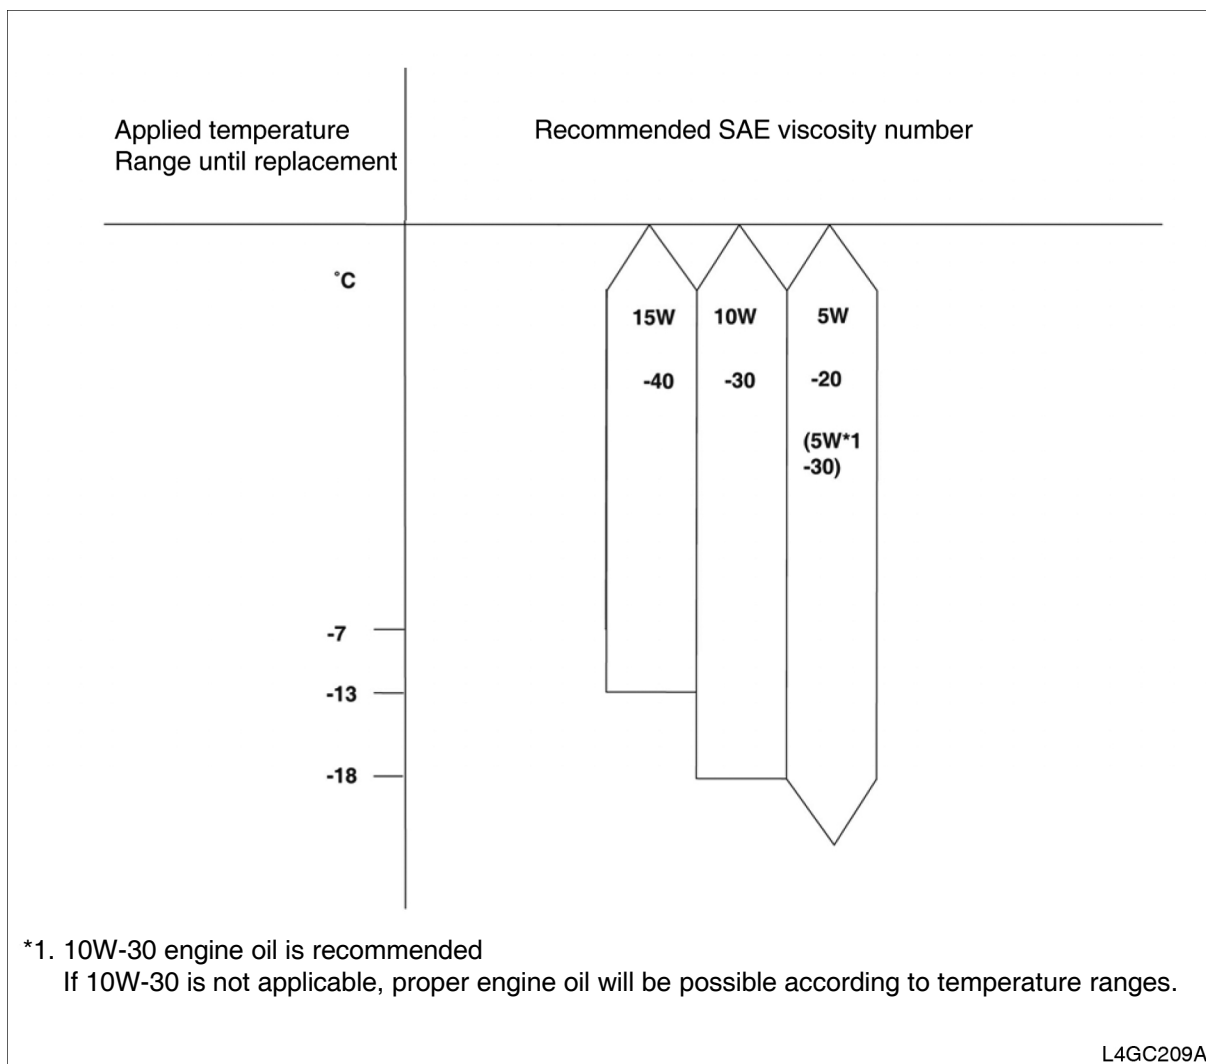 Applied temperature
Range until replacement
Recommended SAE viscosity number
°C
15W
-40
10W
-30
5W
-20
(5W*1
-30)
-7
-13
-18
*1. 10W-30 engine oil is recommended
If 10W-30 is not applicable, proper engine oil will be possible according to temperature ranges.
L4GC209A